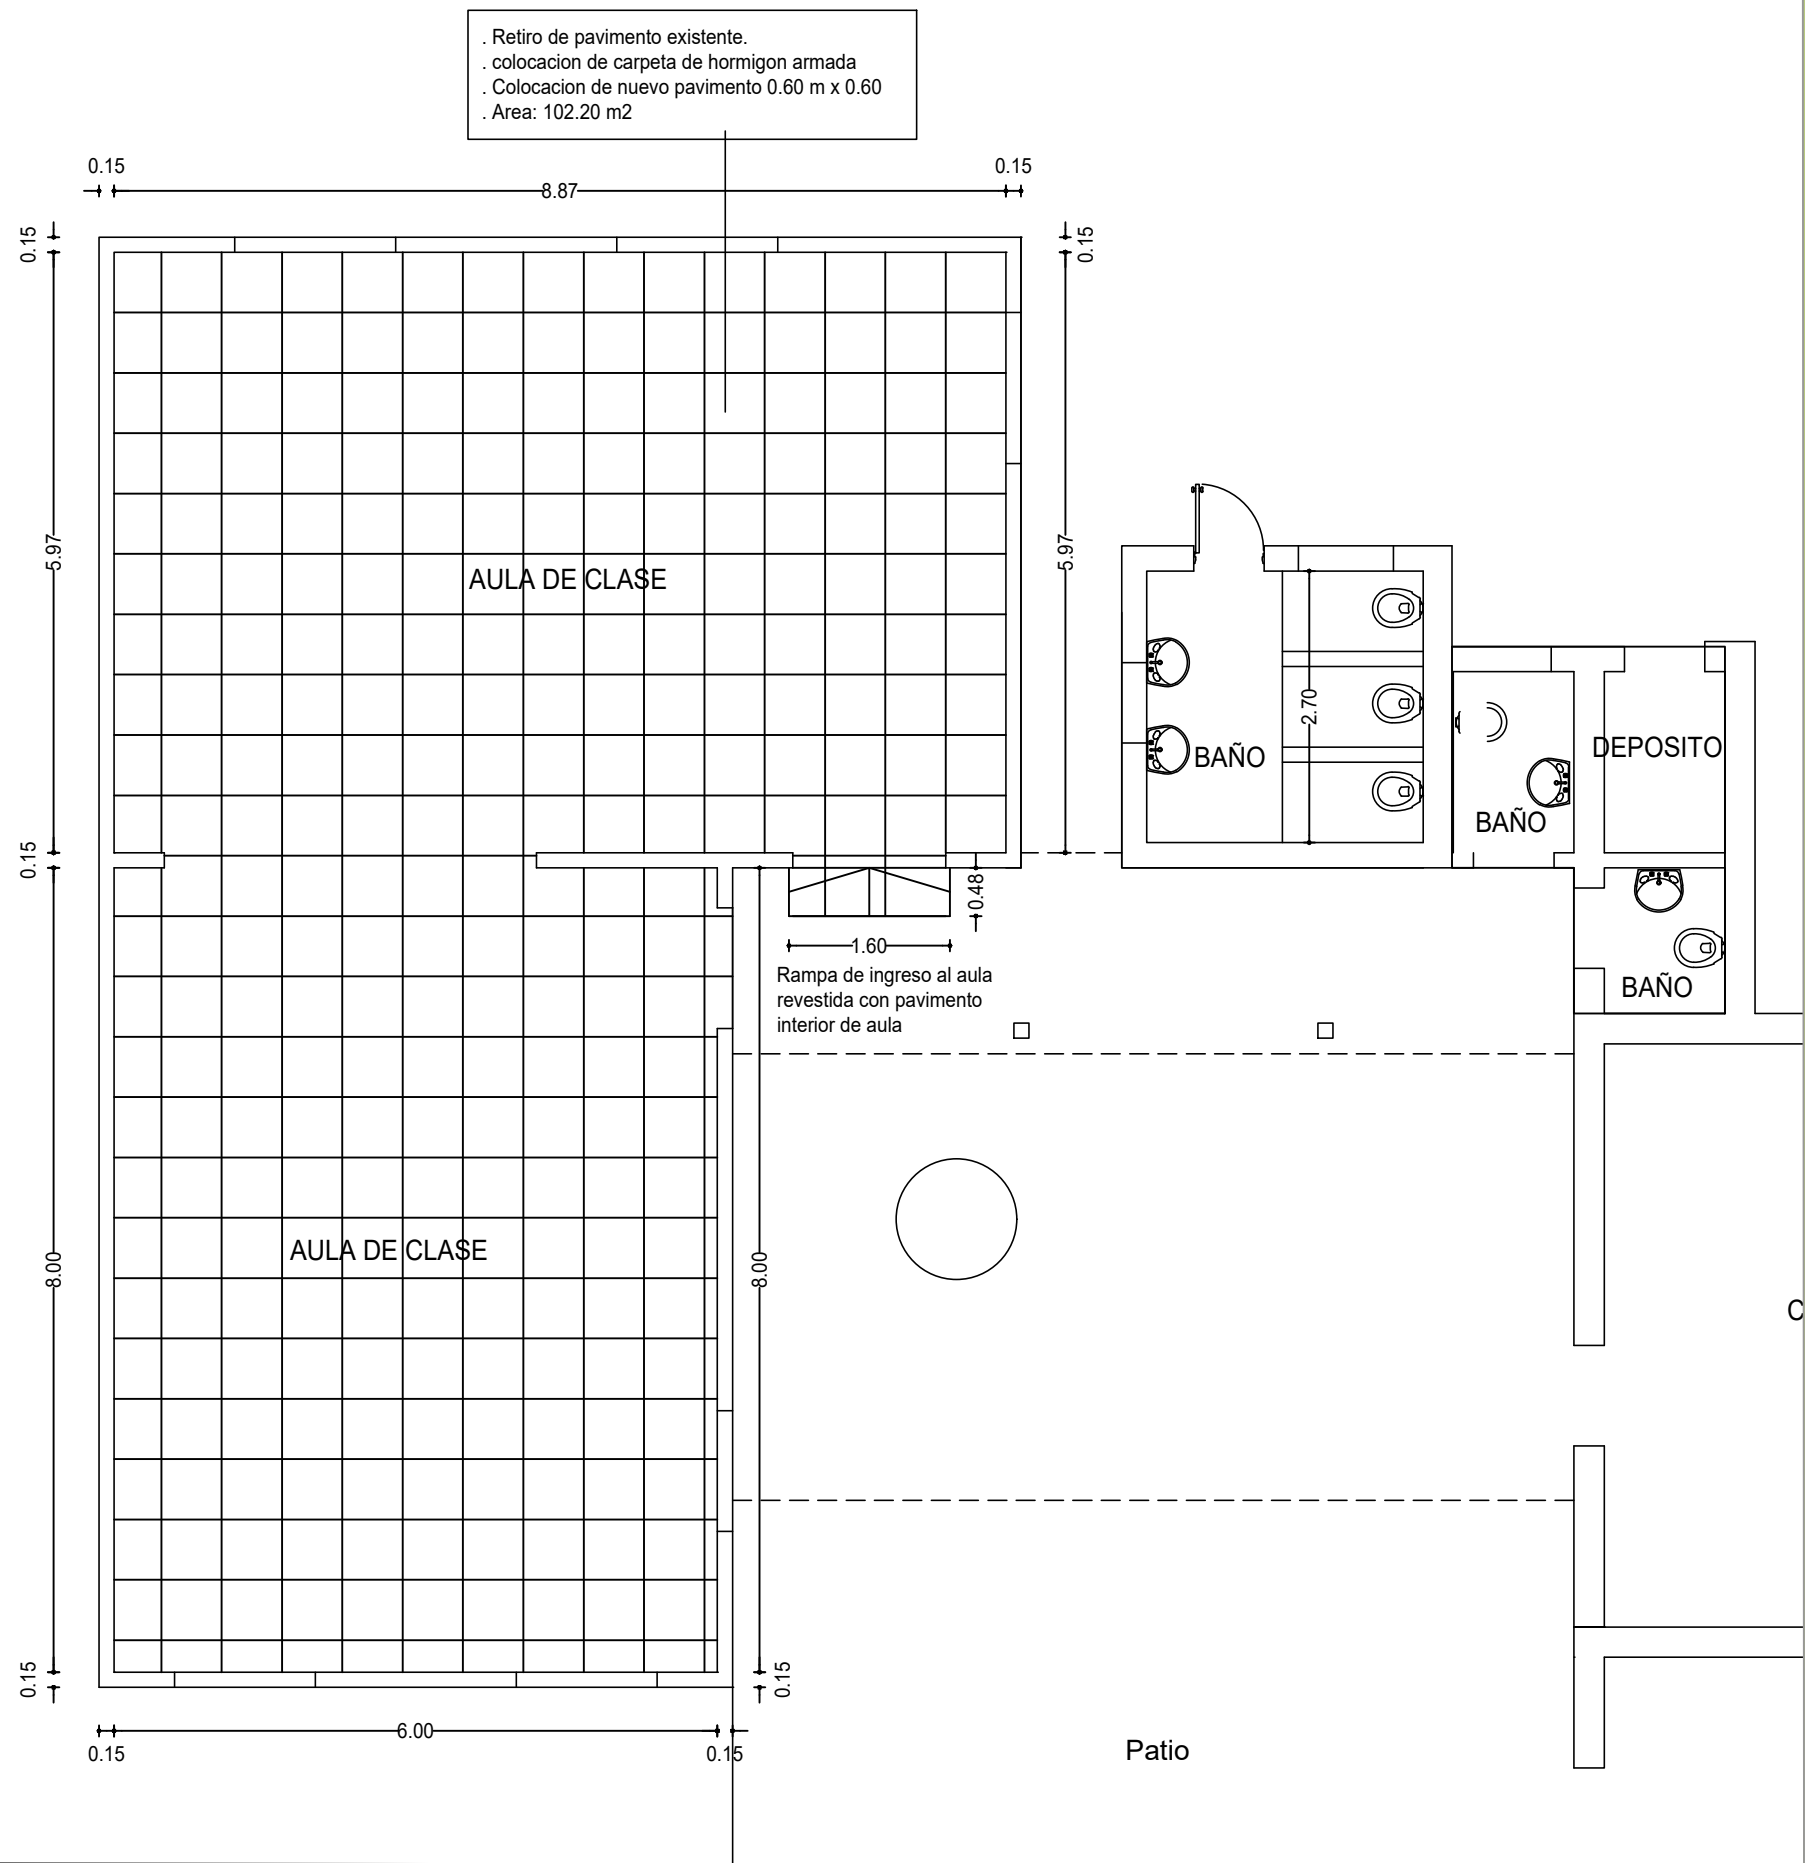 . Retiro de pavimento existente.
. colocacion de carpeta de hormigon armada
. Colocacion de nuevo pavimento 0.60 m x 0.60
. Area: 102.20 m2
0.15
0.15
8.87
0.15
0.15
5.97
5.97
AULA DE CLASE
2.70
BAÑO
DEPOSITO
BAÑO
0.15
0.48
1.60
Rampa de ingreso al aula
revestida con pavimento
interior de aula
BAÑO
AULA DE CLASE
8.00
8.00
C
0.15
0.15
6.00
0.15
0.15
Patio